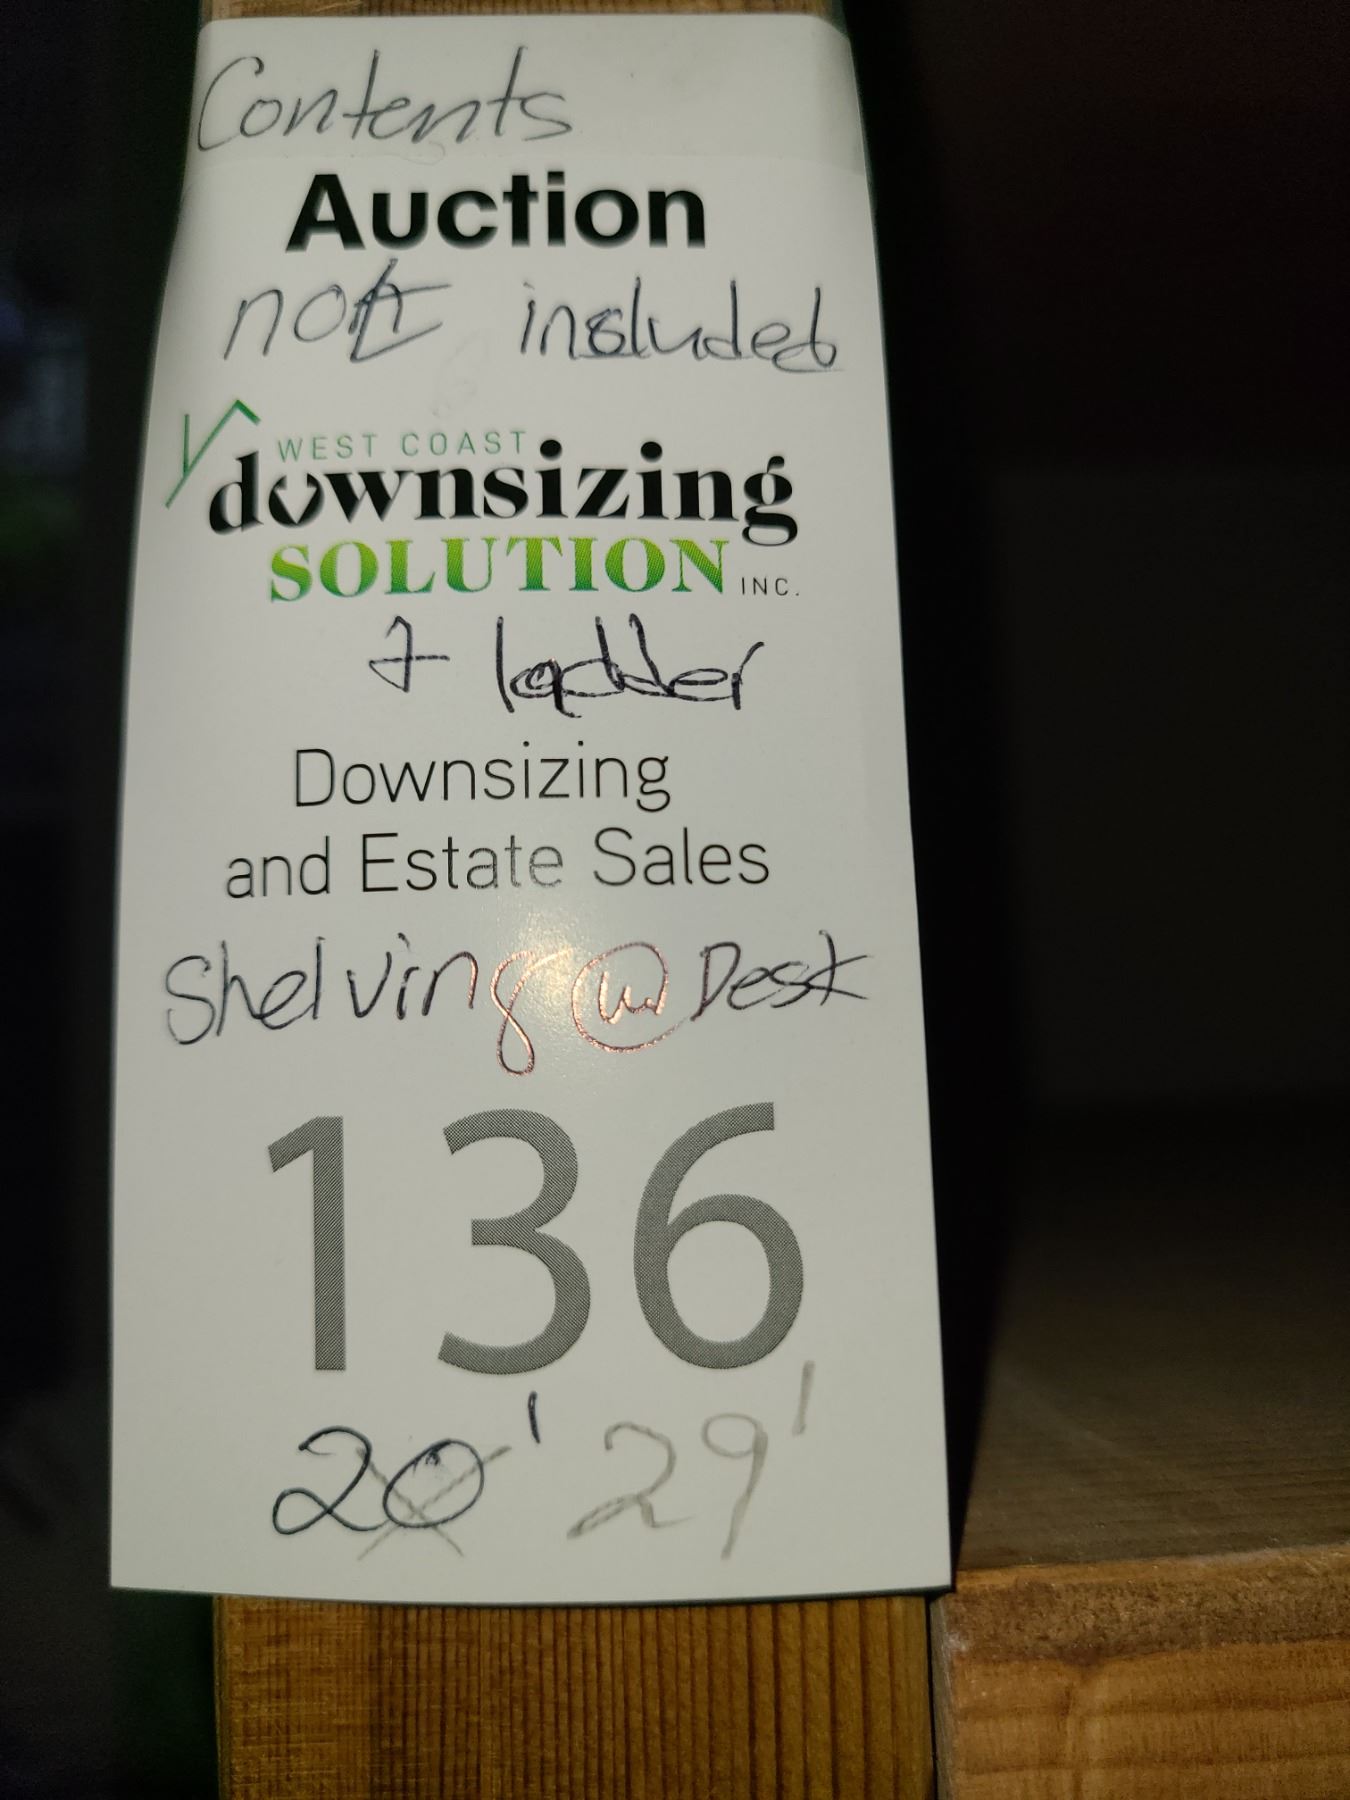 Contents
Auction
not included
WEST COAST
downsizing
SOLUTION INC.
+ ladder
Downsizing
and Estate Sales
Shelving w Desk
136
20' 29'